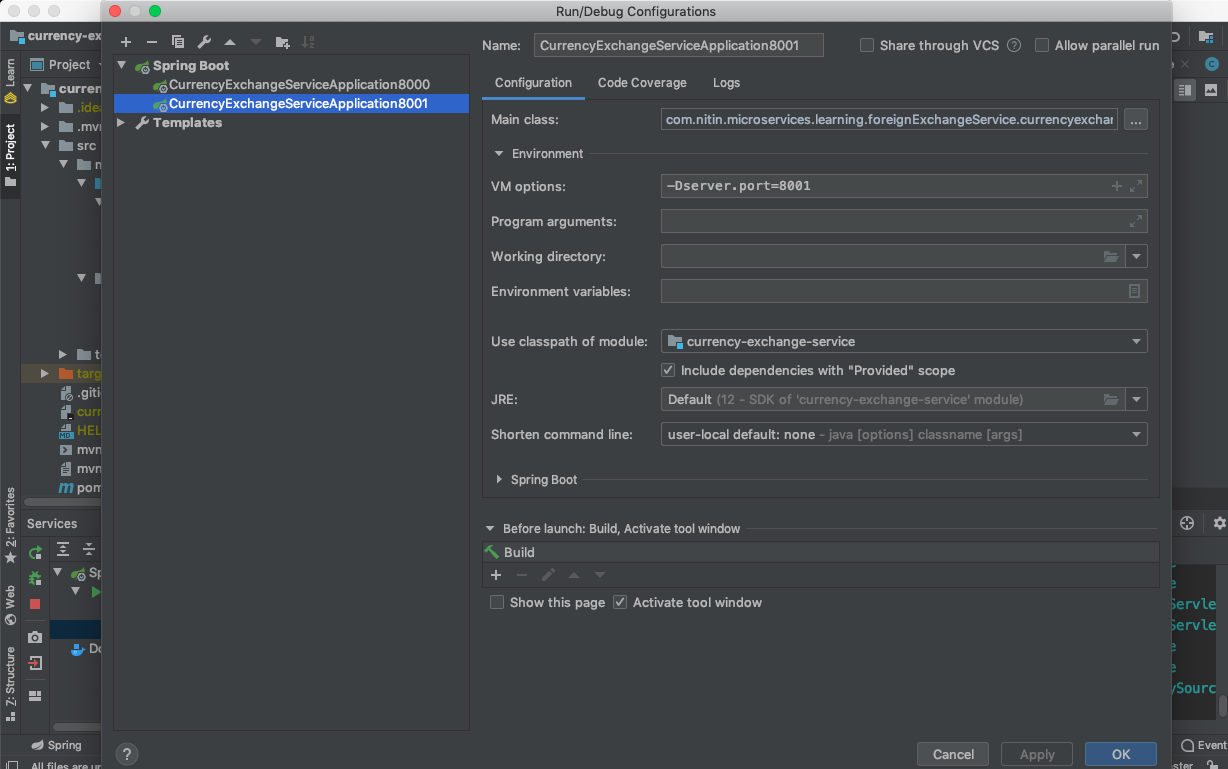 Run/Debug Configurations
currency-ex
Learn
1: Project
2: Favorites
Web
Z: Structure
Project
curren
.idea
.mv
src
targ
.giti
curr
HEL
mvn
mvn
pom
Services
Sp
Do
Spring
All files are up
Spring Boot
CurrencyExchangeServiceApplication8000
CurrencyExchangeServiceApplication8001
Templates
Name: CurrencyExchangeServiceApplication8001 Share through VCS ? Allow parallel run
Configuration Code Coverage Logs
Main class: com.nitin.microservices.learning.foreignExchangeService.currencyexchar ...
Environment
VM options: -Dserver.port=8001
Program arguments:
Working directory:
Environment variables:
Use classpath of module: currency-exchange-service
Include dependencies with "Provided" scope
JRE: Default (12 - SDK of 'currency-exchange-service' module)
Shorten command line: user-local default: none - java [options] classname [args]
Spring Boot
Before launch: Build, Activate tool window
Build
Show this page Activate tool window
? Cancel Apply OK
C
e
Servle
Servle
e
e
ySourc
Event
ster